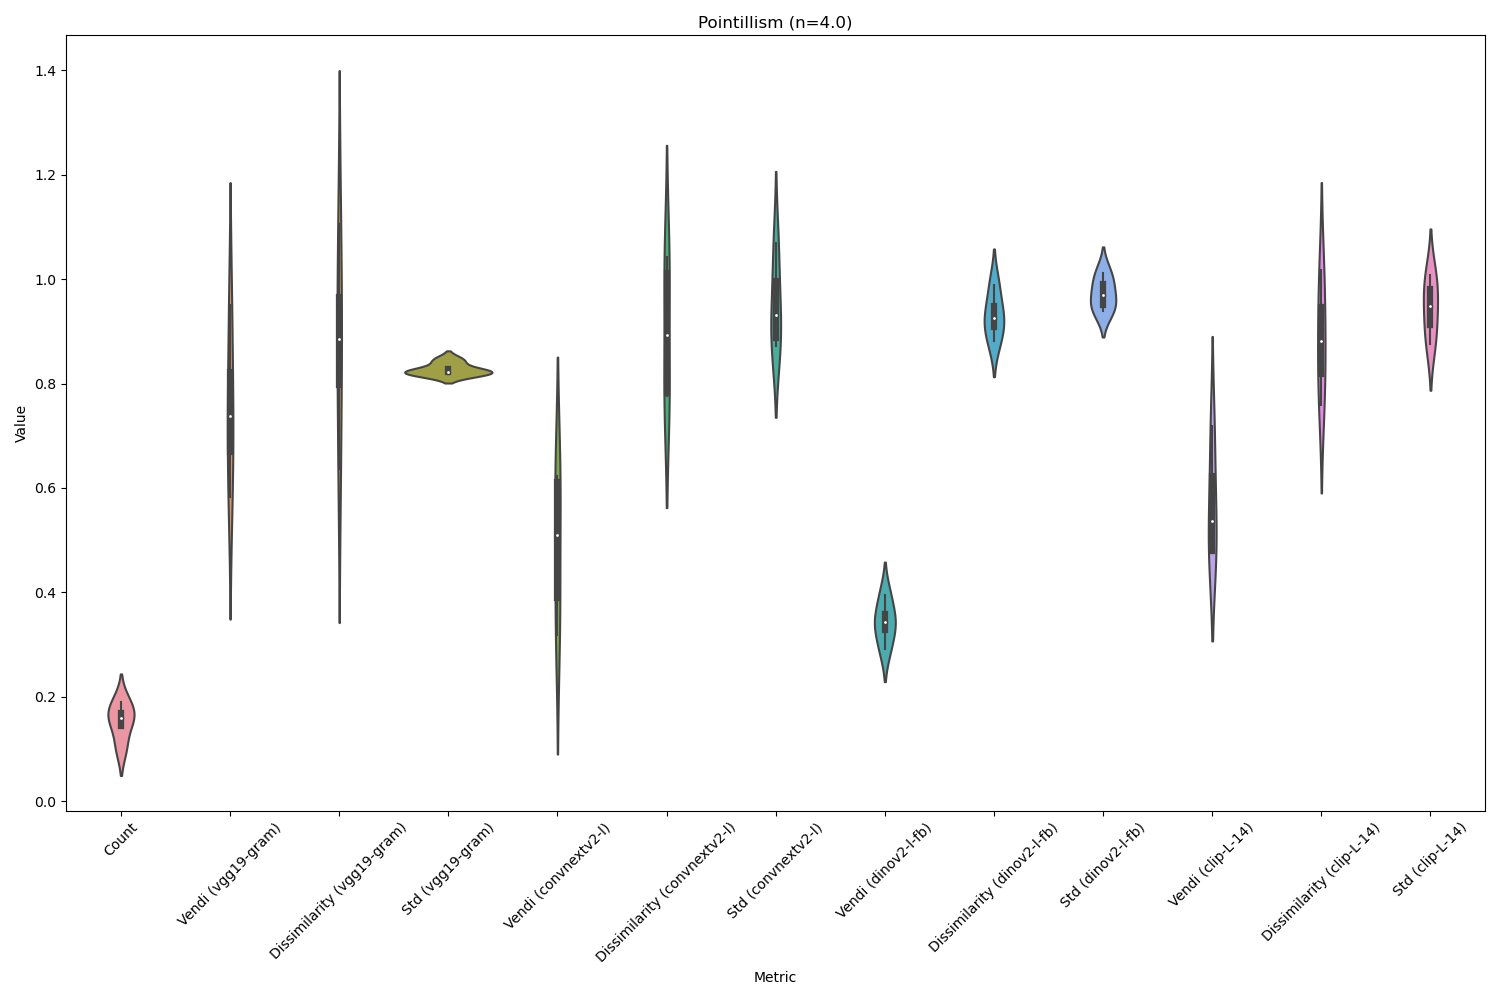 Pointillism (n=4.0)
1.4
1.2
1.0
0.8
0.6
0.4
0.2
0.0
Value
Count
Vendi (vgg19-gram)
Dissimilarity (vgg19-gram)
Std (vgg19-gram)
Vendi (convnextv2-l)
Dissimilarity (convnextv2-l)
Std (convnextv2-l)
Vendi (dinov2-l-fb)
Dissimilarity (dinov2-l-fb)
Std (dinov2-l-fb)
Vendi (clip-L-14)
Dissimilarity (clip-L-14)
Std (clip-L-14)
Metric